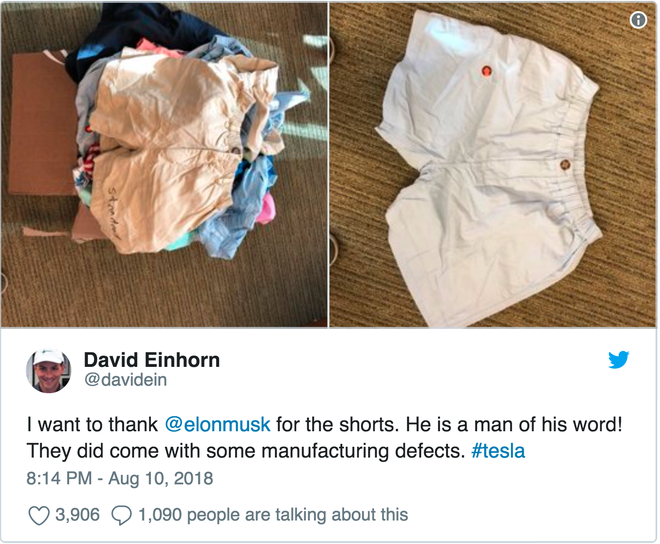 David Einhorn
@davidein
I want to thank @elonmusk for the shorts. He is a man of his word!
They did come with some manufacturing defects. #tesla
8:14 PM - Aug 10, 2018
3,906 1,090 people are talking about this